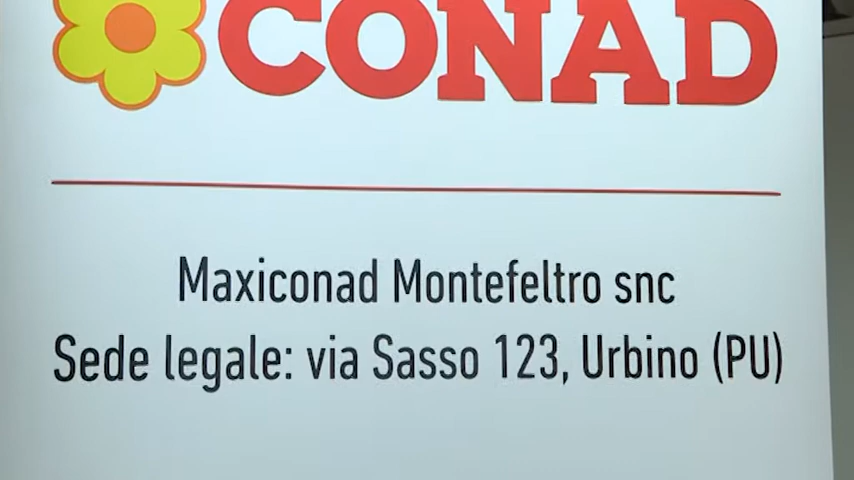 CONAD
Maxiconad Montefeltro snc
Sede legale: via Sasso 123, Urbino (PU)